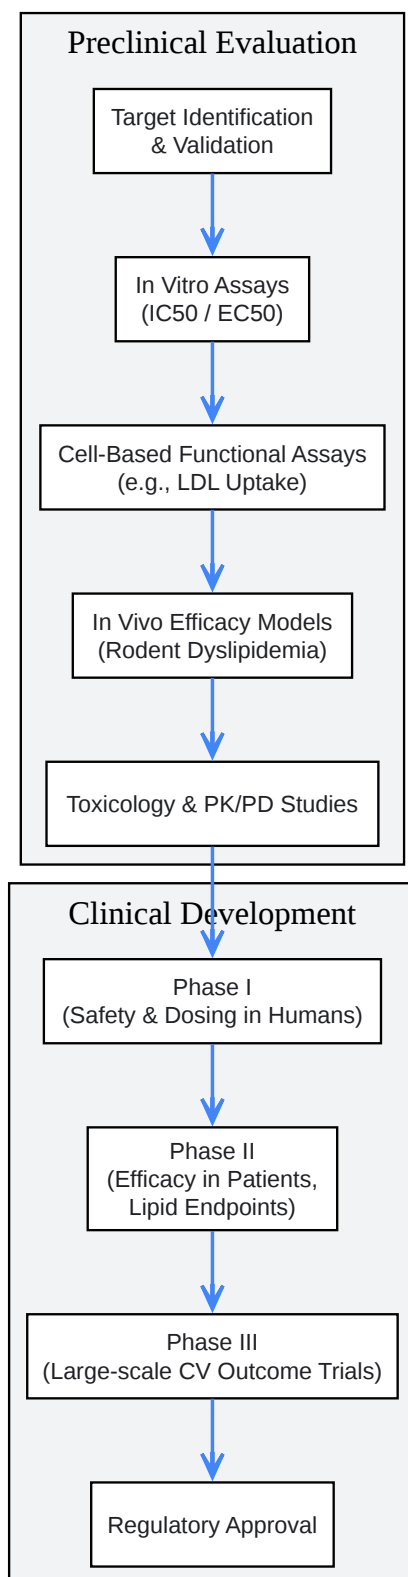 Preclinical Evaluation
Target Identification
& Validation
In Vitro Assays
(IC50 / EC50)
Cell-Based Functional Assays
(e.g., LDL Uptake)
In Vivo Efficacy Models
(Rodent Dyslipidemia)
Toxicology & PK/PD Studies
Clinical Development
Phase I
(Safety & Dosing in Humans)
Phase II
(Efficacy in Patients,
Lipid Endpoints)
Phase III
(Large-scale CV Outcome Trials)
Regulatory Approval